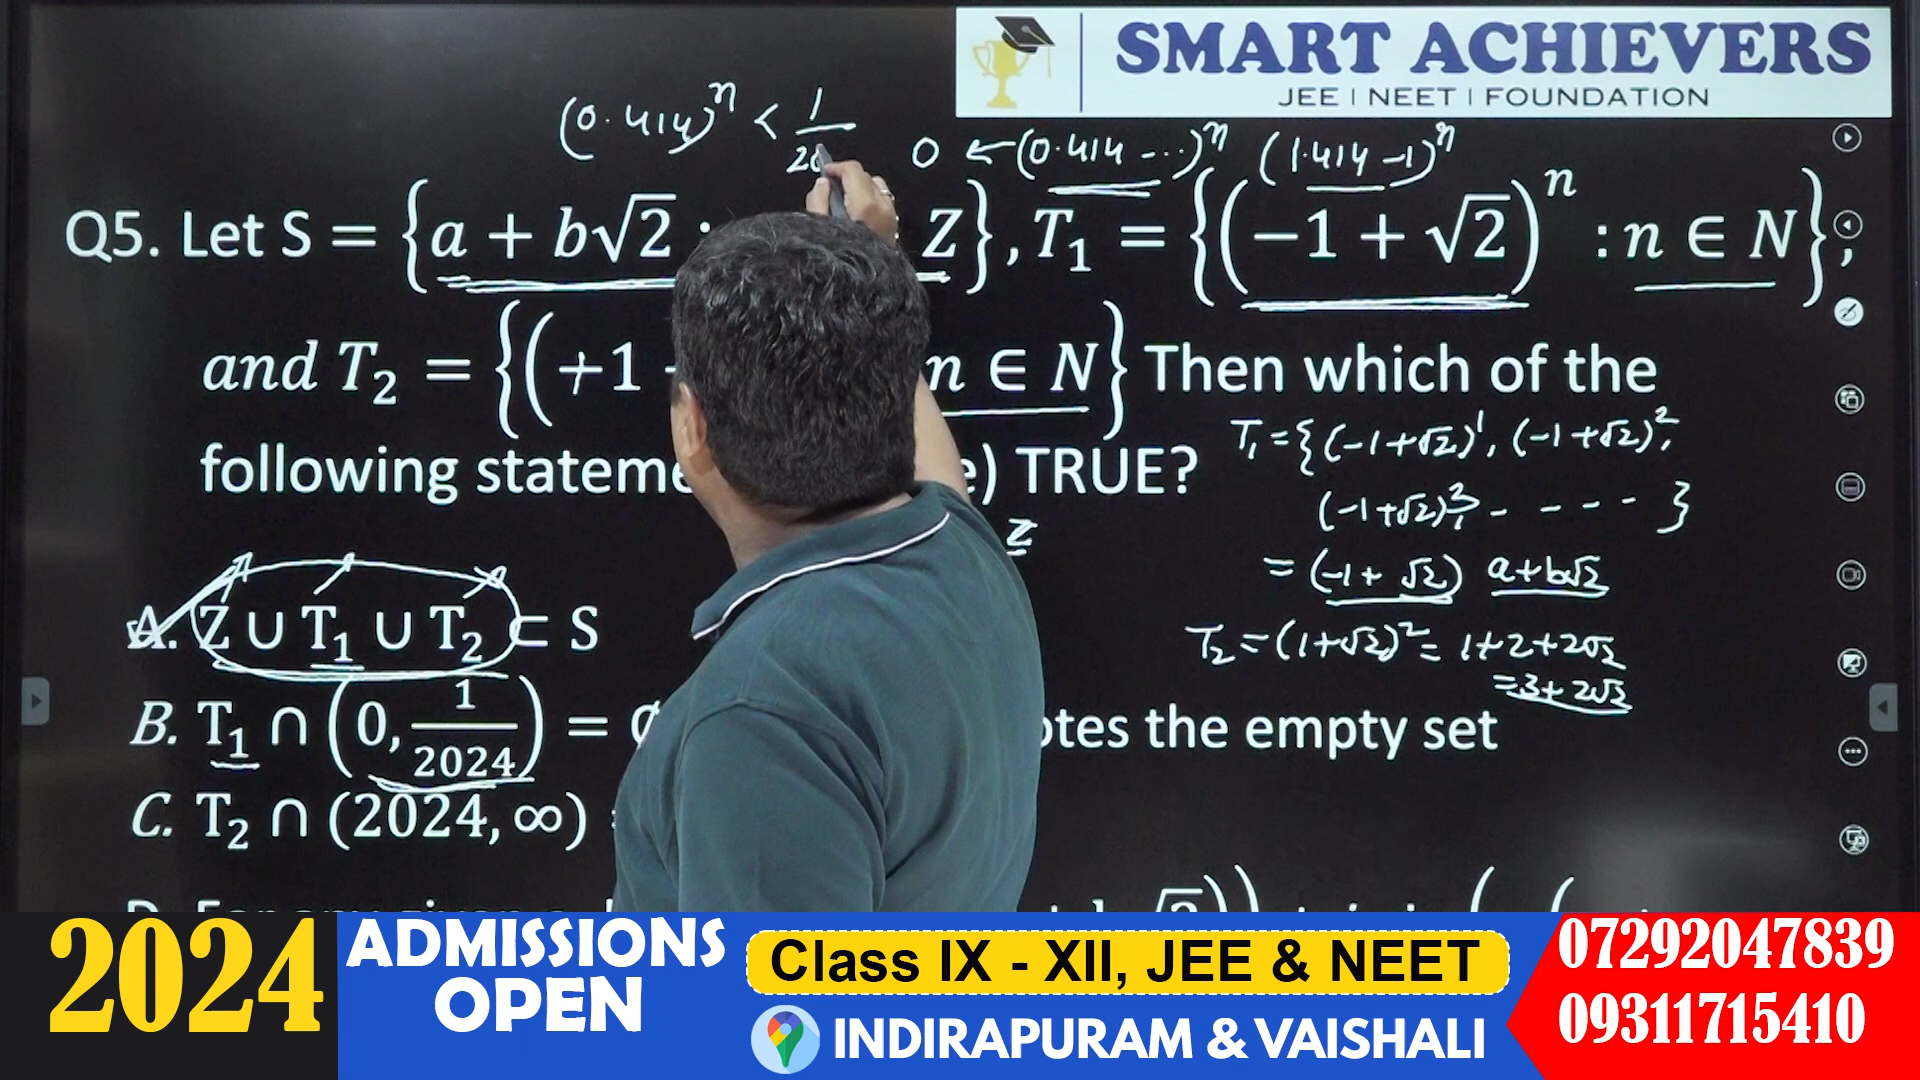 SMART ACHIEVERS
JEE | NEET | FOUNDATION
(0.414)ⁿ < 1/20
0 ← (0.414 ---)ⁿ (1.414 -1)ⁿ
Q5. Let S = {a + b√2 : Z}, T₁ = {(−1 + √2)ⁿ : n ∈ N};
and T₂ = {(+1 n ∈ N} Then which of the
T₁ = {(-1+√2)¹, (-1+√2)²,
following e) TRUE?
(-1+√2)³, - - - - - }
Z
= (-1+ √2) a+b√2
A. Z ∪ T₁ ∪ T₂ ⊂ S
T₂ = (1+√2)² = 1+2+2√2
= 3+2√2
B. T₁ ∩ (0, 1/2024) = the empty set
C. T₂ ∩ (2024, ∞)
2024
ADMISSIONS
OPEN
Class IX - XII, JEE & NEET
INDIRAPURAM & VAISHALI
07292047839
09311715410